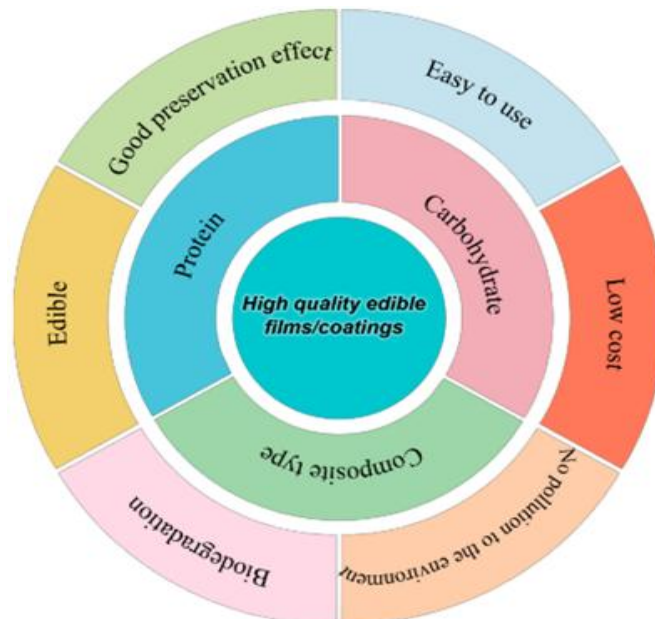 Good preservation effect
Easy to use
Protein
Carbohydrate
Edible
High quality edible
films/coatings
Low cost
Composite type
Biodegradation
No pollution to the environment